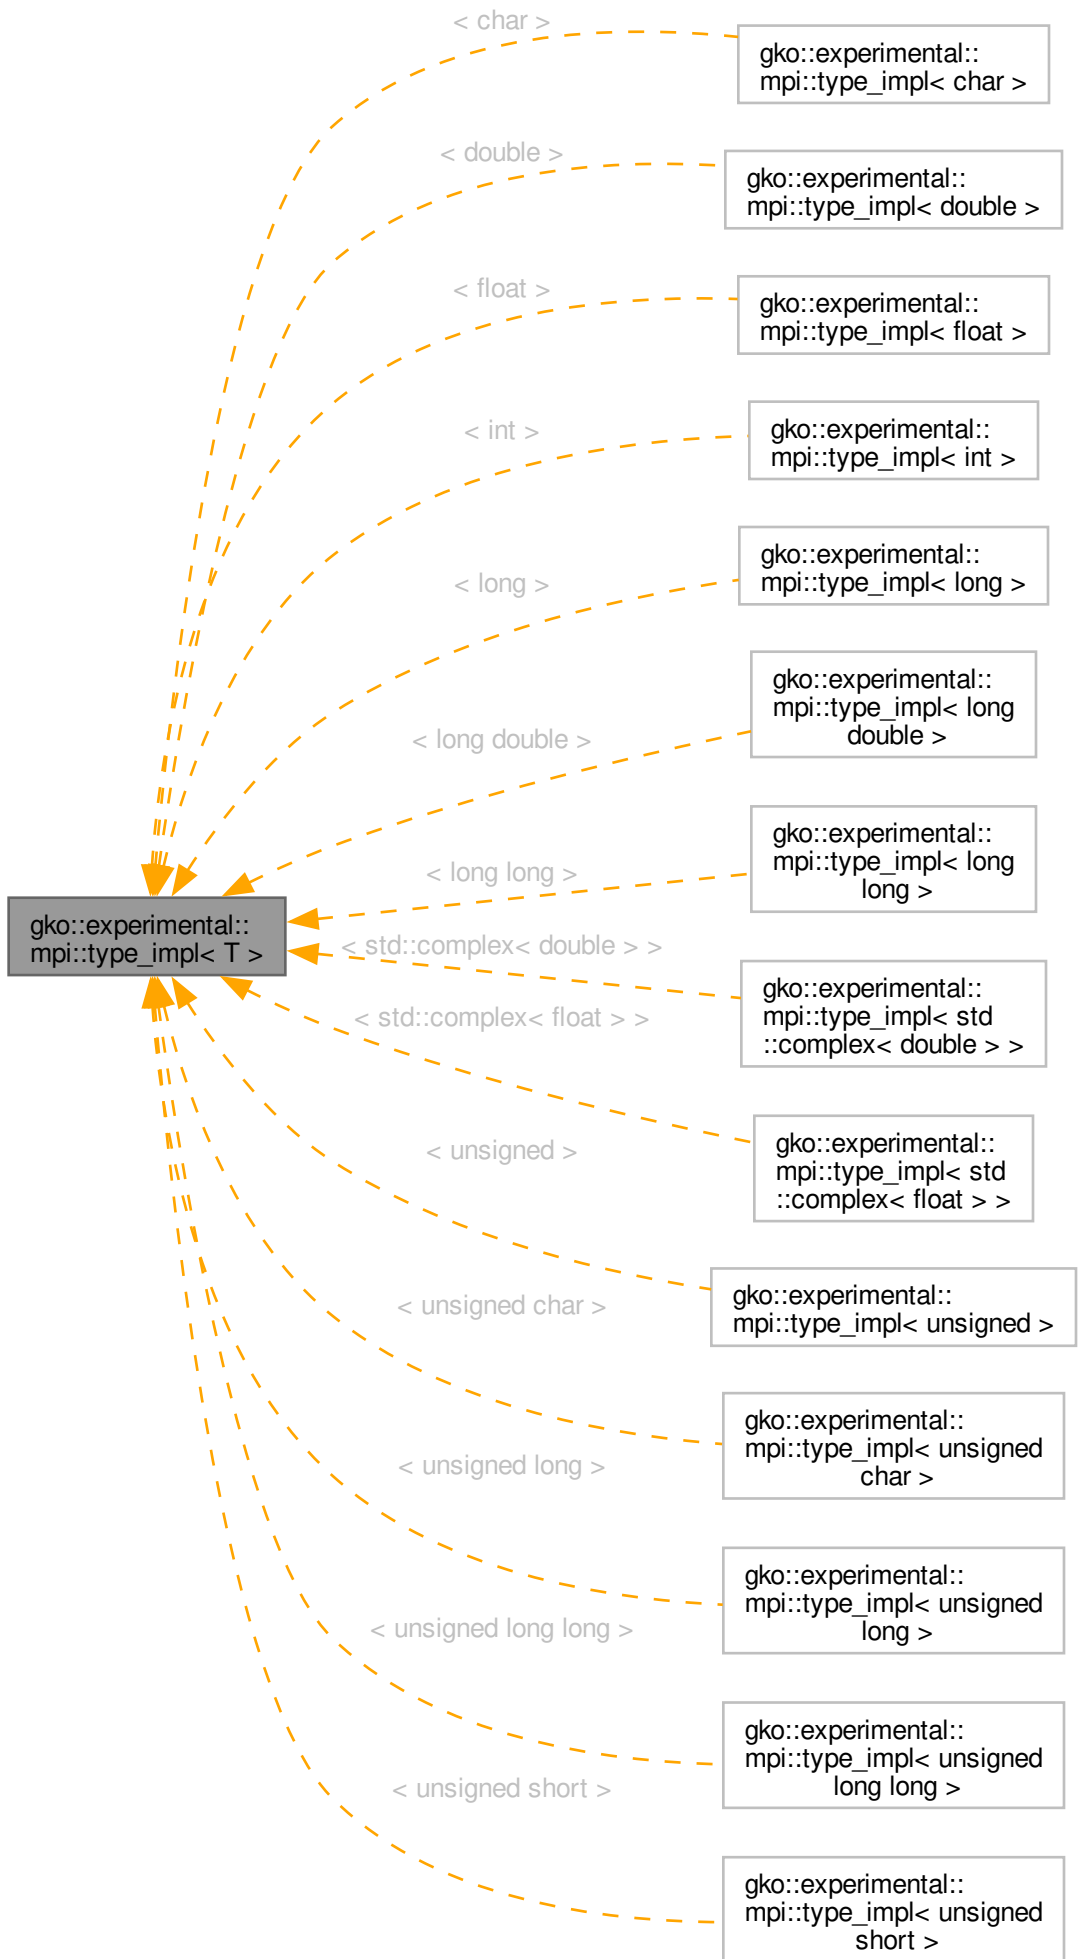 < char >
gko::experimental::
mpi::type_impl< char >
< double >
gko::experimental::
mpi::type_impl< double >
< float >
gko::experimental::
mpi::type_impl< float >
< int >
gko::experimental::
mpi::type_impl< int >
< long >
gko::experimental::
mpi::type_impl< long >
< long double >
gko::experimental::
mpi::type_impl< long
double >
< long long >
gko::experimental::
mpi::type_impl< long
long >
gko::experimental::
mpi::type_impl< T >
< std::complex< double > >
gko::experimental::
mpi::type_impl< std
::complex< double > >
< std::complex< float > >
gko::experimental::
mpi::type_impl< std
::complex< float > >
< unsigned >
gko::experimental::
mpi::type_impl< unsigned >
< unsigned char >
gko::experimental::
mpi::type_impl< unsigned
char >
< unsigned long >
gko::experimental::
mpi::type_impl< unsigned
long >
< unsigned long long >
gko::experimental::
mpi::type_impl< unsigned
long long >
< unsigned short >
gko::experimental::
mpi::type_impl< unsigned
short >